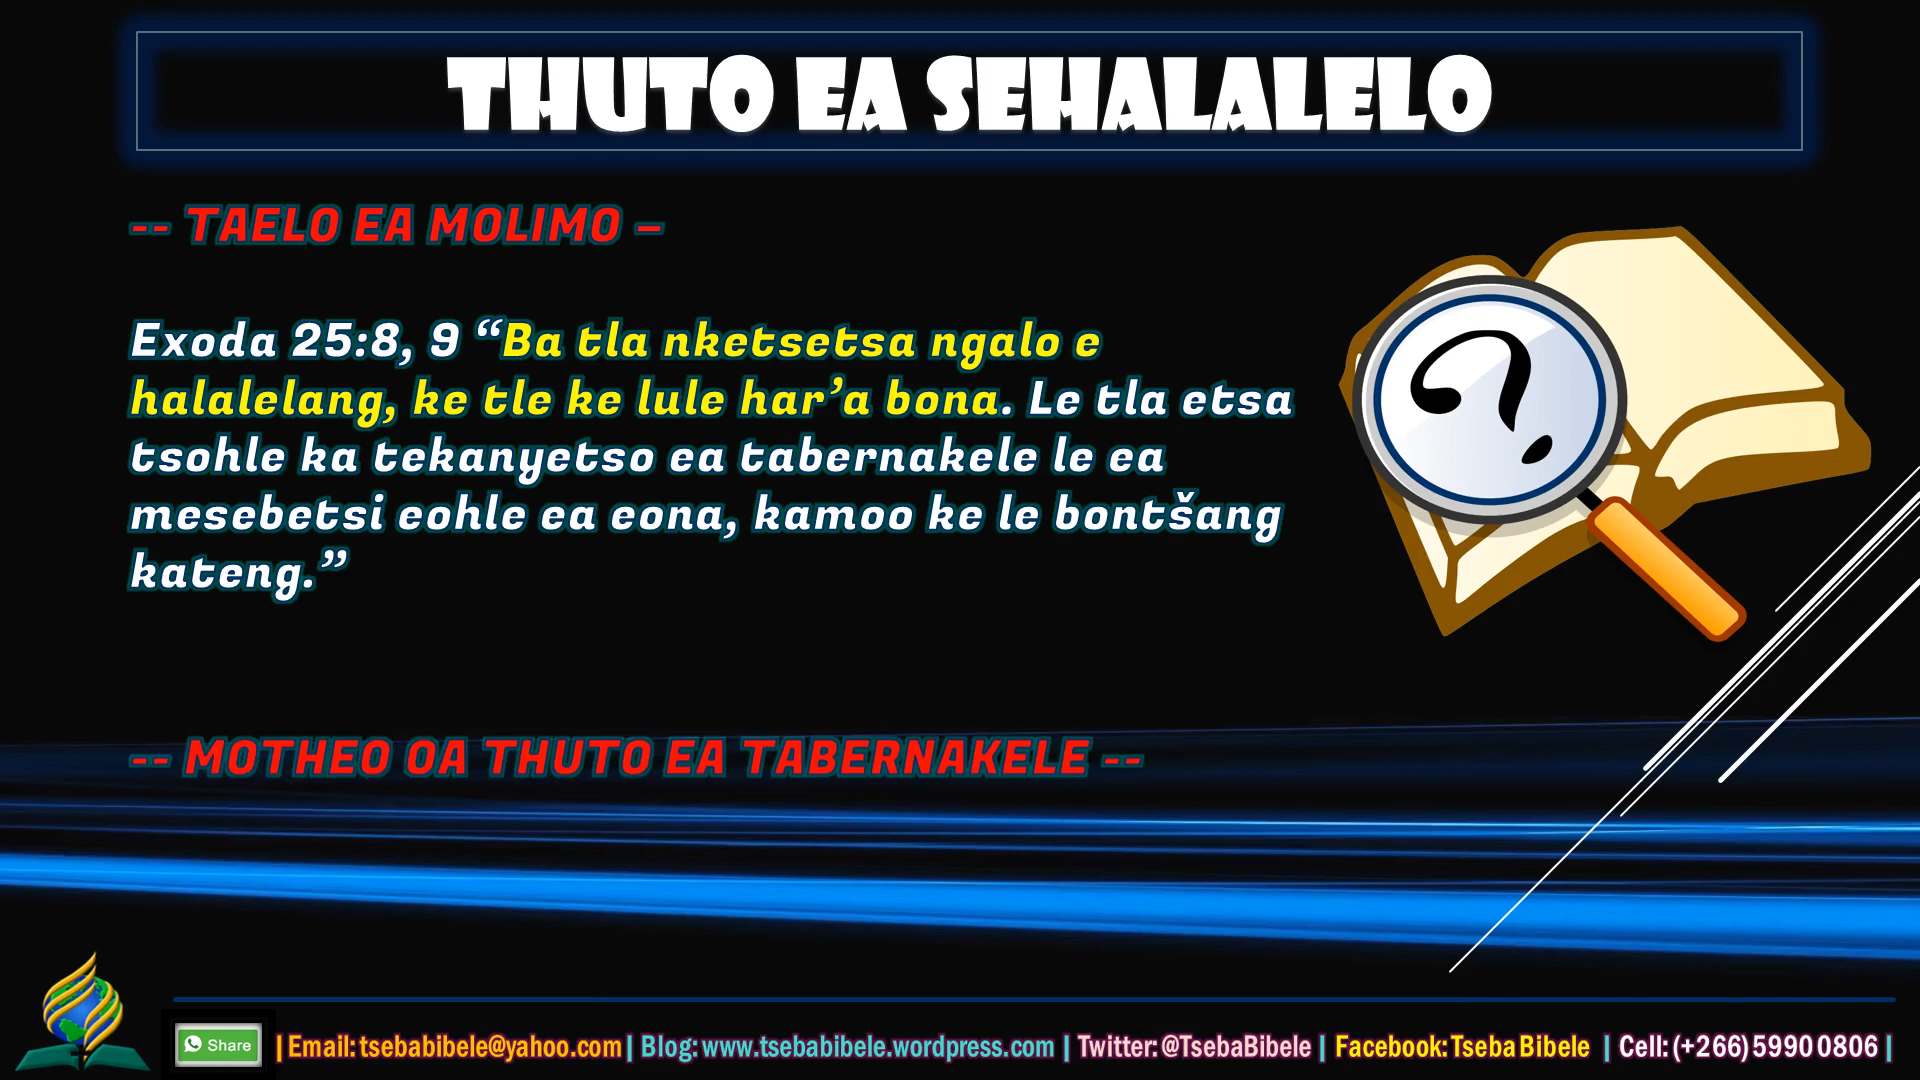 THUTO EA SEHALALELO
-- TAELO EA MOLIMO –
Exoda 25:8, 9 “Ba tla nketsetsa ngalo e
halalelang, ke tle ke lule har’a bona. Le tla etsa
tsohle ka tekanyetso ea tabernakele le ea
mesebetsi eohle ea eona, kamoo ke le bontšang
kateng.”
-- MOTHEO OA THUTO EA TABERNAKELE --
Share | Email: tsebabibele@yahoo.com | Blog: www.tsebabibele.wordpress.com | Twitter: @TsebaBibele | Facebook: Tseba Bibele | Cell: (+266) 5990 0806 |